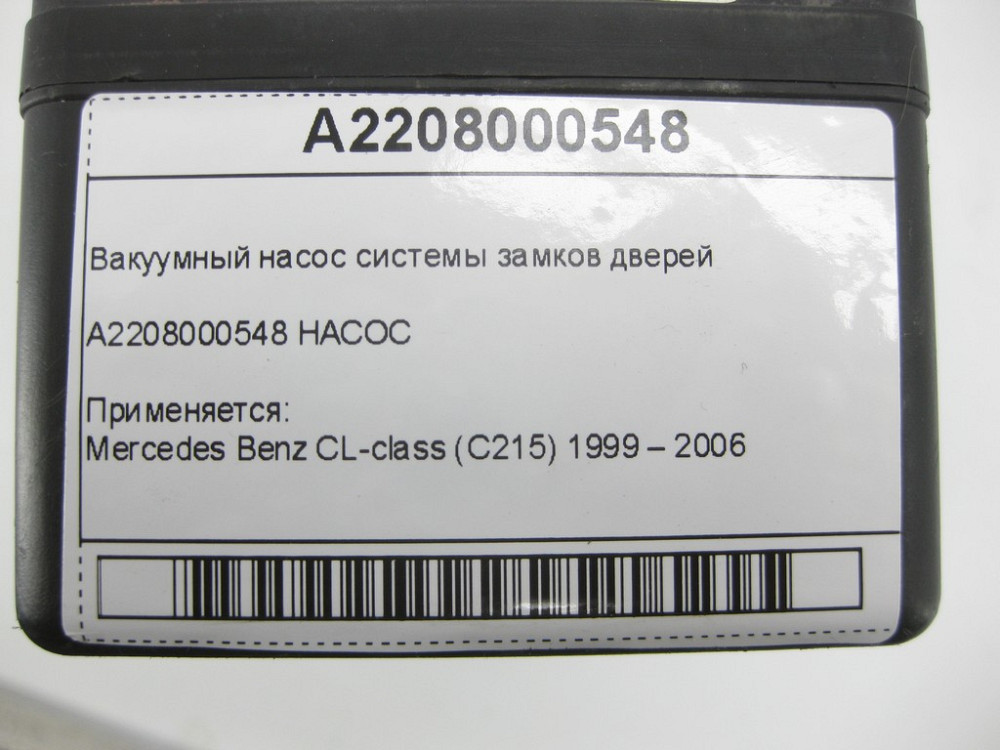 A2208000548
Вакуумный насос системы замков дверей
A2208000548 НАСОС
Применяется:
Mercedes Benz CL-class (C215) 1999 – 2006